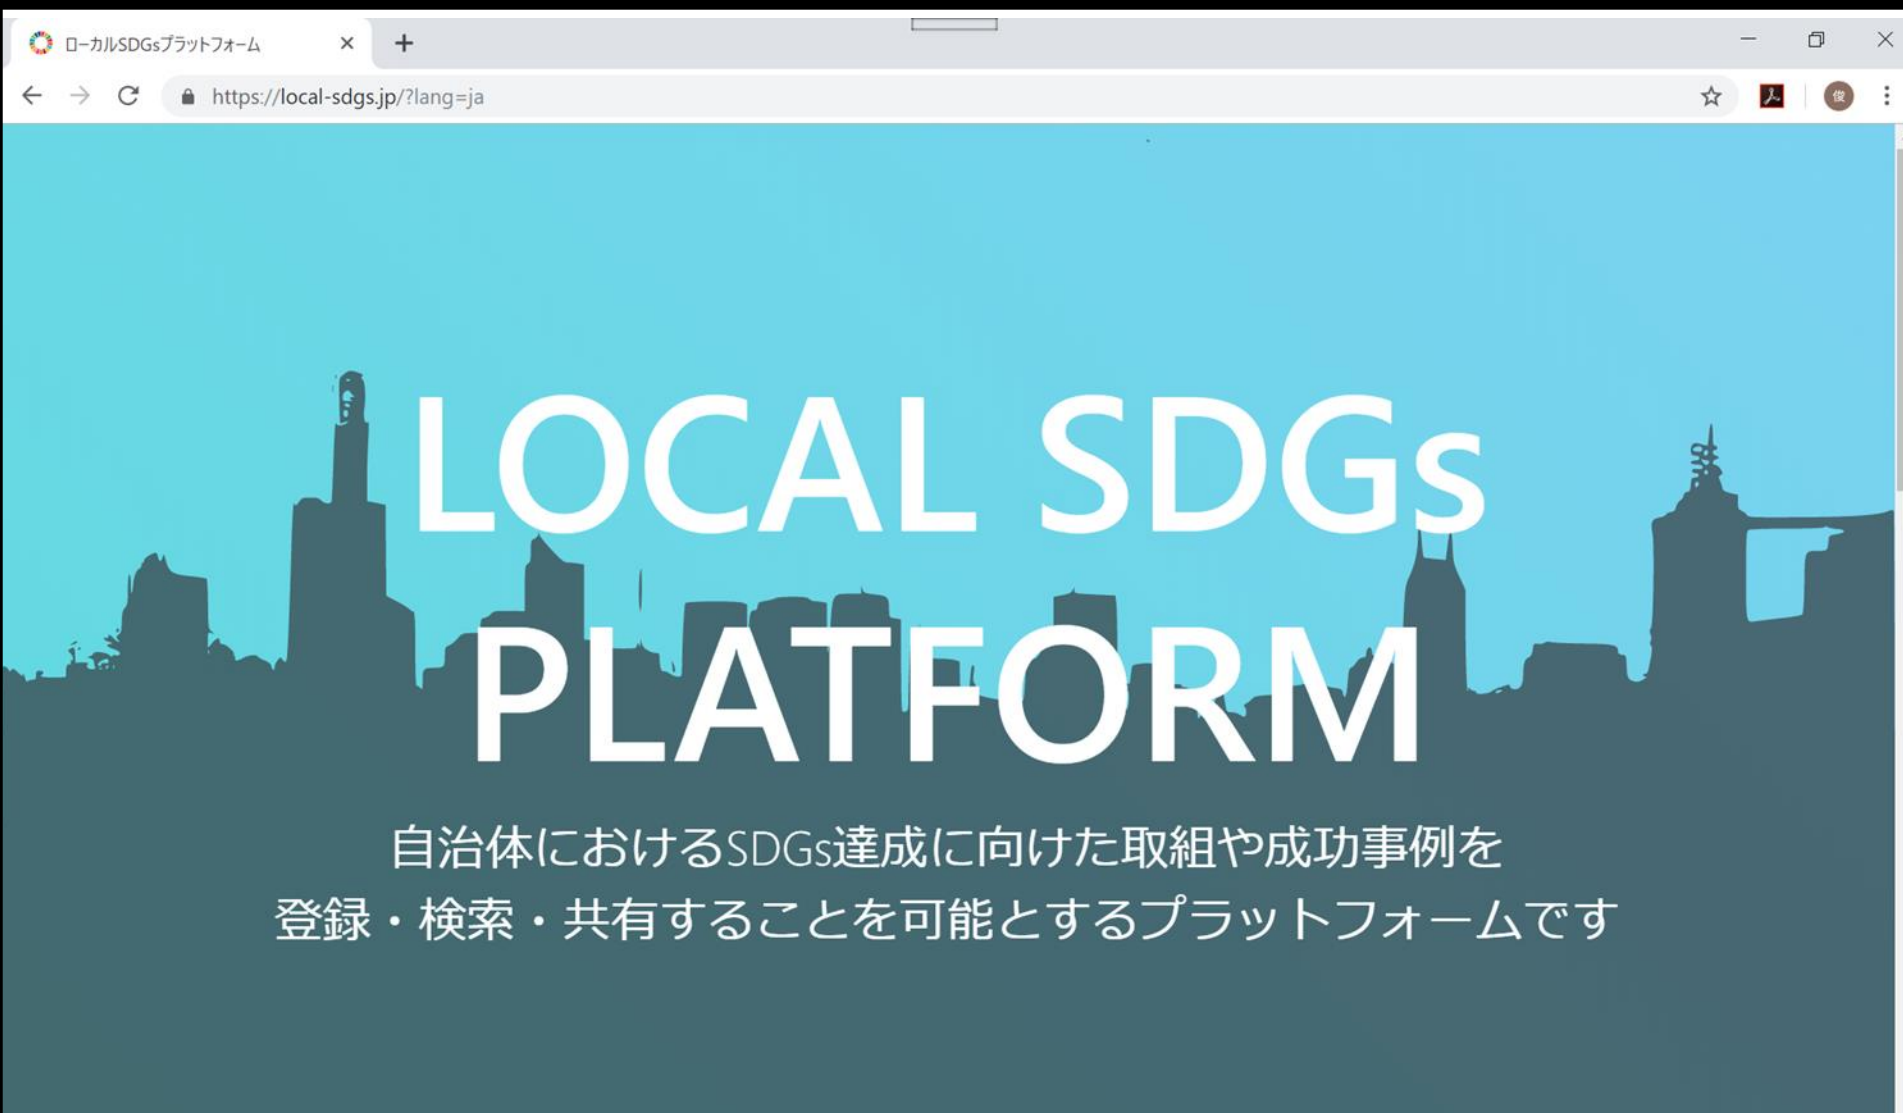 ローカルSDGsプラットフォーム
https://local-sdgs.jp/?lang=ja
俊
LOCAL SDGs
PLATFORM
自治体におけるSDGs達成に向けた取組や成功事例を
登録・検索・共有することを可能とするプラットフォームです